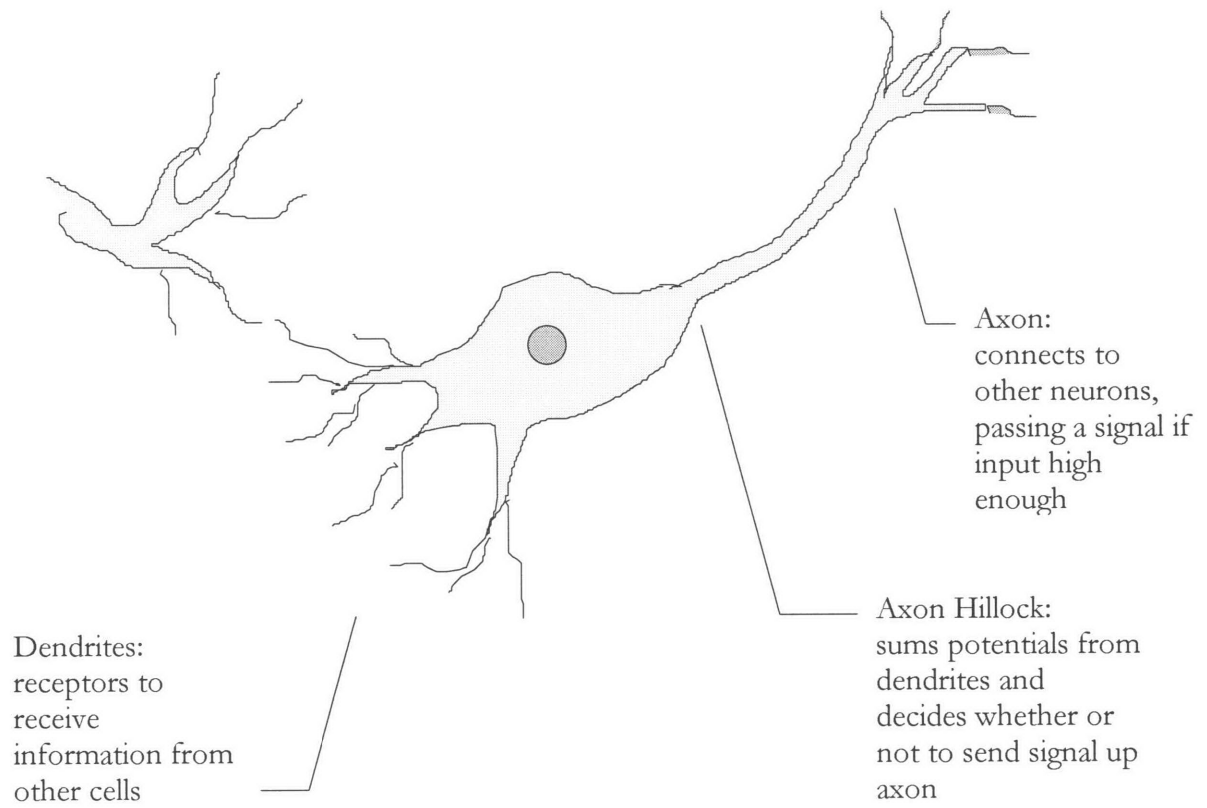 Axon:
connects to
other neurons,
passing a signal if
input high
enough
Axon Hillock:
sums potentials from
dendrites and
decides whether or
not to send signal up
axon
Dendrites:
receptors to
receive
information from
other cells